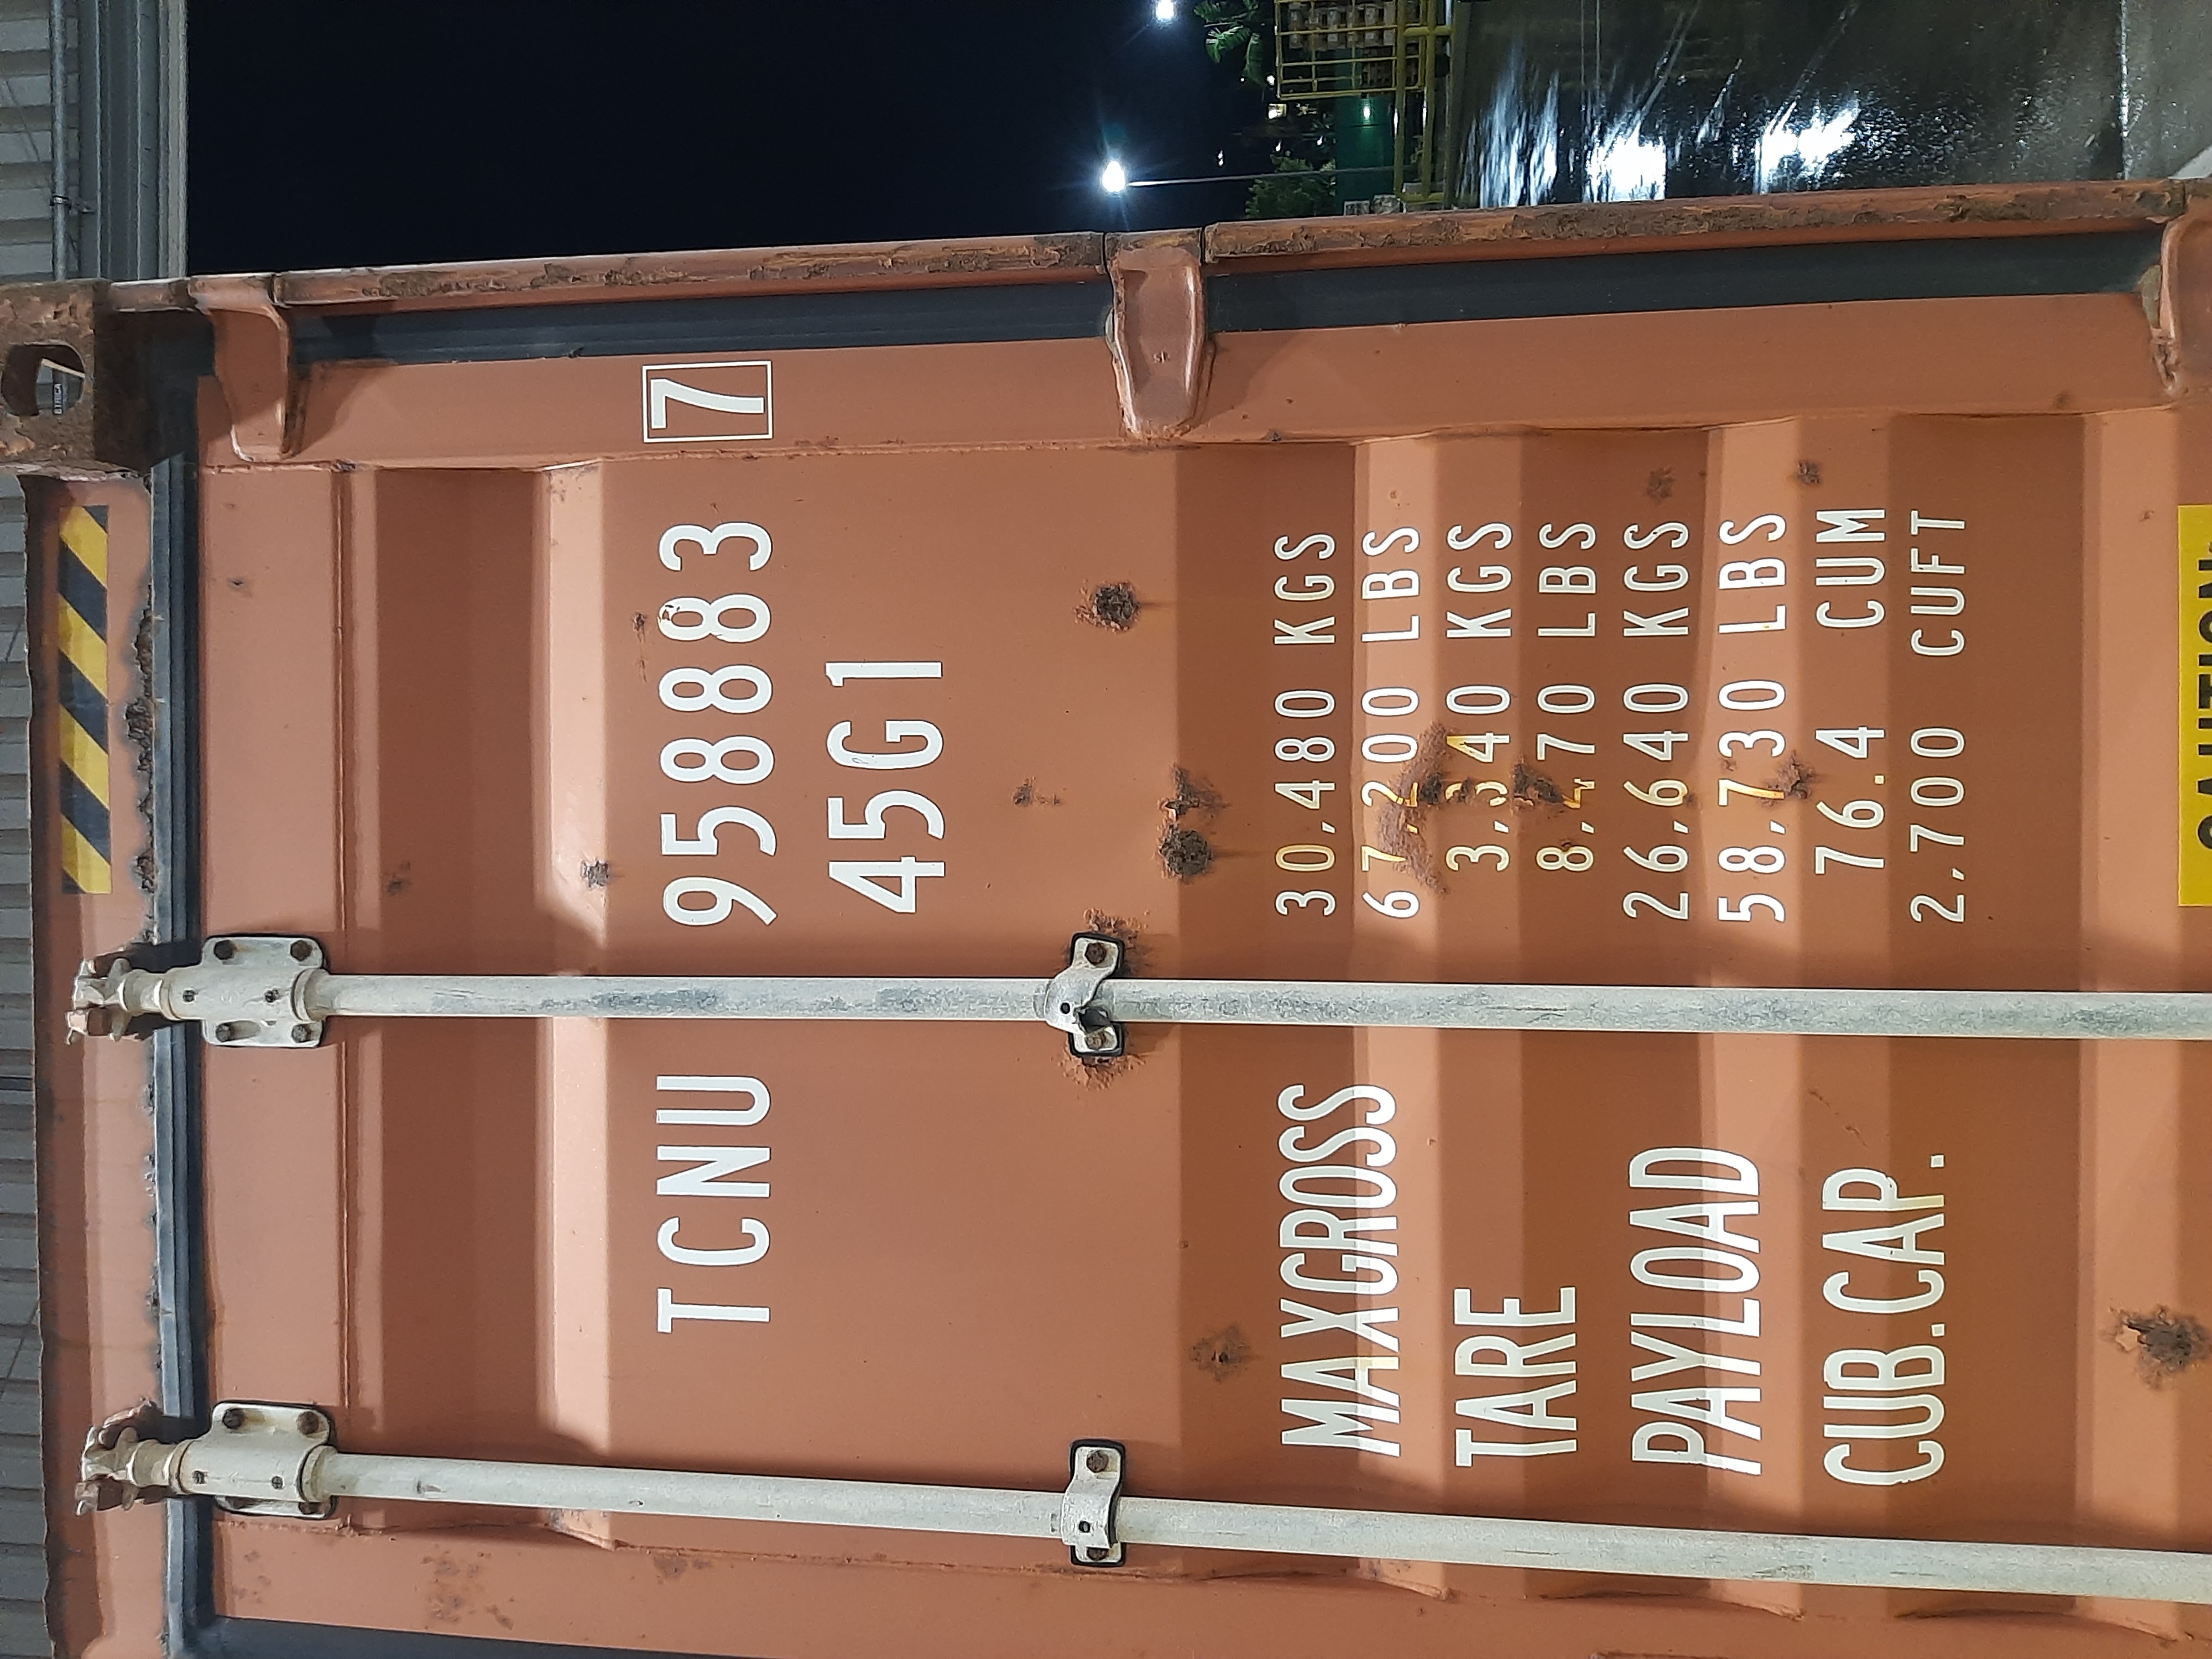 TCNU 958883 7
45G1
MAXGROSS 30,480 KGS
67,200 LBS
TARE 3,840 KGS
8,470 LBS
PAYLOAD 26,640 KGS
58,730 LBS
CUB.CAP. 76.4 CUM
2,700 CUFT
CAUTION